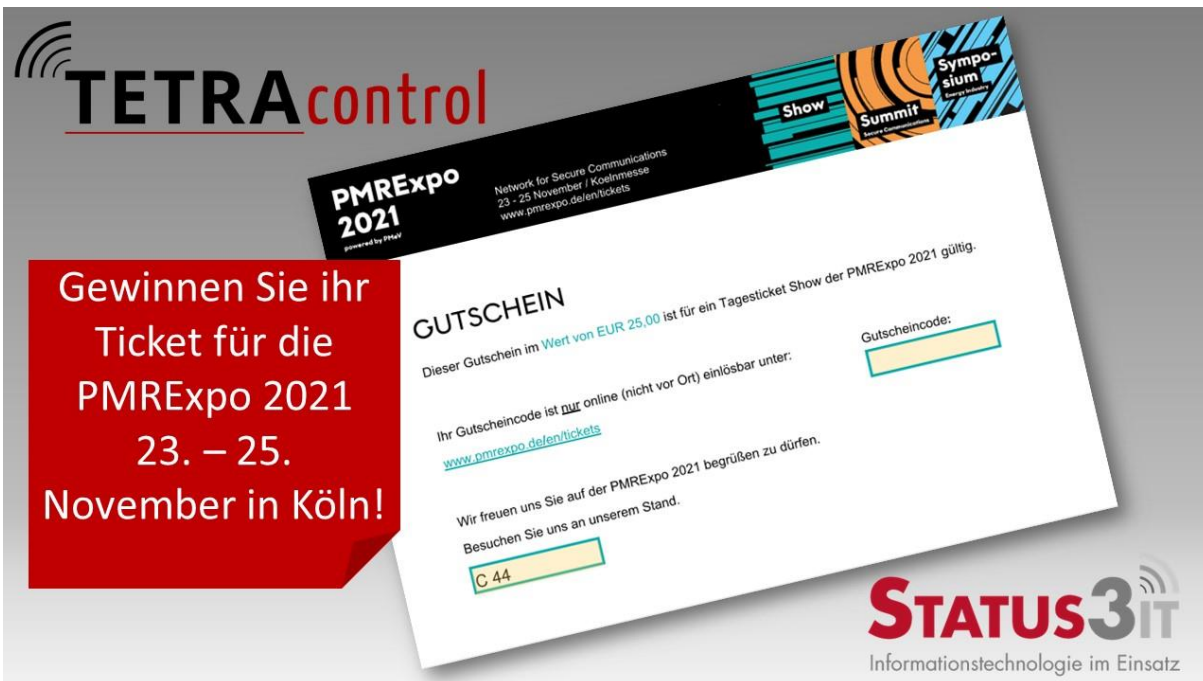 TETRAcontrol
PMRExpo
2021
powered by PMeV
Network for Secure Communications
23 - 25 November / Koelnmesse
www.pmrexpo.de/en/tickets
Show
Summit
Secure Communications
Sympo-
sium
Energy Industry
Gewinnen Sie ihr
Ticket für die
PMRExpo 2021
23. – 25.
November in Köln!
GUTSCHEIN
Dieser Gutschein im Wert von EUR 25,00 ist für ein Tagesticket Show der PMRExpo 2021 gültig.
Gutscheincode:
Ihr Gutscheincode ist nur online (nicht vor Ort) einlösbar unter:
www.pmrexpo.de/en/tickets
Wir freuen uns Sie auf der PMRExpo 2021 begrüßen zu dürfen.
Besuchen Sie uns an unserem Stand.
C 44
STATUS3IT
Informationstechnologie im Einsatz